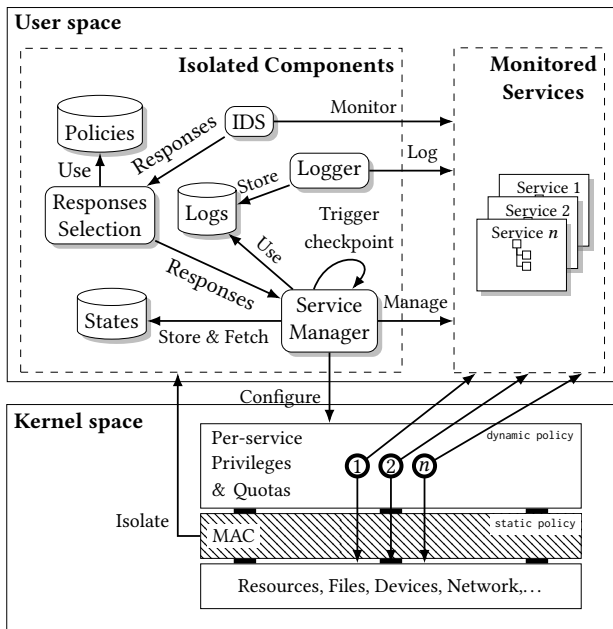 User space
Isolated Components
Monitored
Services
Policies
IDS
Monitor
Responses
Use
Logger
Log
Store
Responses
Selection
Logs
Trigger
checkpoint
Use
Service 1
Service 2
Service n
Responses
States
Store & Fetch
Service
Manager
Manage
Configure
Kernel space
Per-service
Privileges
& Quotas
dynamic policy
1
2
n
Isolate
MAC
static policy
Resources, Files, Devices, Network,...